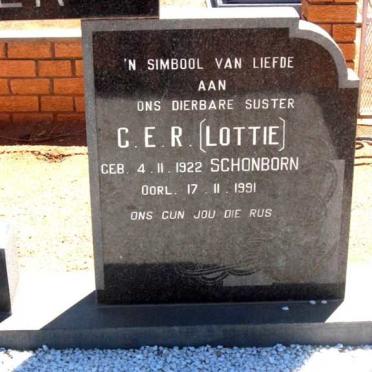 'N SIMBOOL VAN LIEFDE
AAN
ONS DIERBARE SUSTER
C.E.R. (LOTTIE)
GEB. 4.11.1922 SCHONBORN
OORL. 17.11.1991
ONS GUN JOU DIE RUS